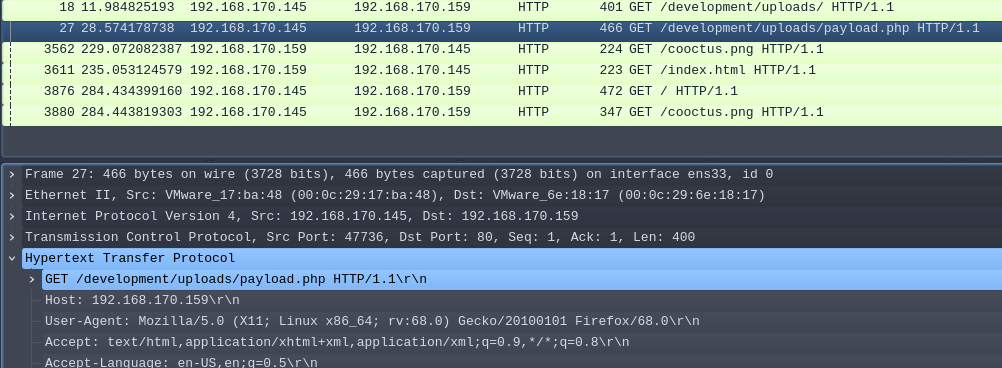 18 11.984825193 192.168.170.145 192.168.170.159 HTTP 401 GET /development/uploads/ HTTP/1.1
27 28.574178738 192.168.170.145 192.168.170.159 HTTP 466 GET /development/uploads/payload.php HTTP/1.1
3562 229.072082387 192.168.170.159 192.168.170.145 HTTP 224 GET /cooctus.png HTTP/1.1
3611 235.053124579 192.168.170.159 192.168.170.145 HTTP 223 GET /index.html HTTP/1.1
3876 284.434399160 192.168.170.145 192.168.170.159 HTTP 472 GET / HTTP/1.1
3880 284.443819303 192.168.170.145 192.168.170.159 HTTP 347 GET /cooctus.png HTTP/1.1
Frame 27: 466 bytes on wire (3728 bits), 466 bytes captured (3728 bits) on interface ens33, id 0
Ethernet II, Src: VMware_17:ba:48 (00:0c:29:17:ba:48), Dst: VMware_6e:18:17 (00:0c:29:6e:18:17)
Internet Protocol Version 4, Src: 192.168.170.145, Dst: 192.168.170.159
Transmission Control Protocol, Src Port: 47736, Dst Port: 80, Seq: 1, Ack: 1, Len: 400
Hypertext Transfer Protocol
GET /development/uploads/payload.php HTTP/1.1\r\n
Host: 192.168.170.159\r\n
User-Agent: Mozilla/5.0 (X11; Linux x86_64; rv:68.0) Gecko/20100101 Firefox/68.0\r\n
Accept: text/html,application/xhtml+xml,application/xml;q=0.9,*/*;q=0.8\r\n
Accept-Language: en-US,en;q=0.5\r\n